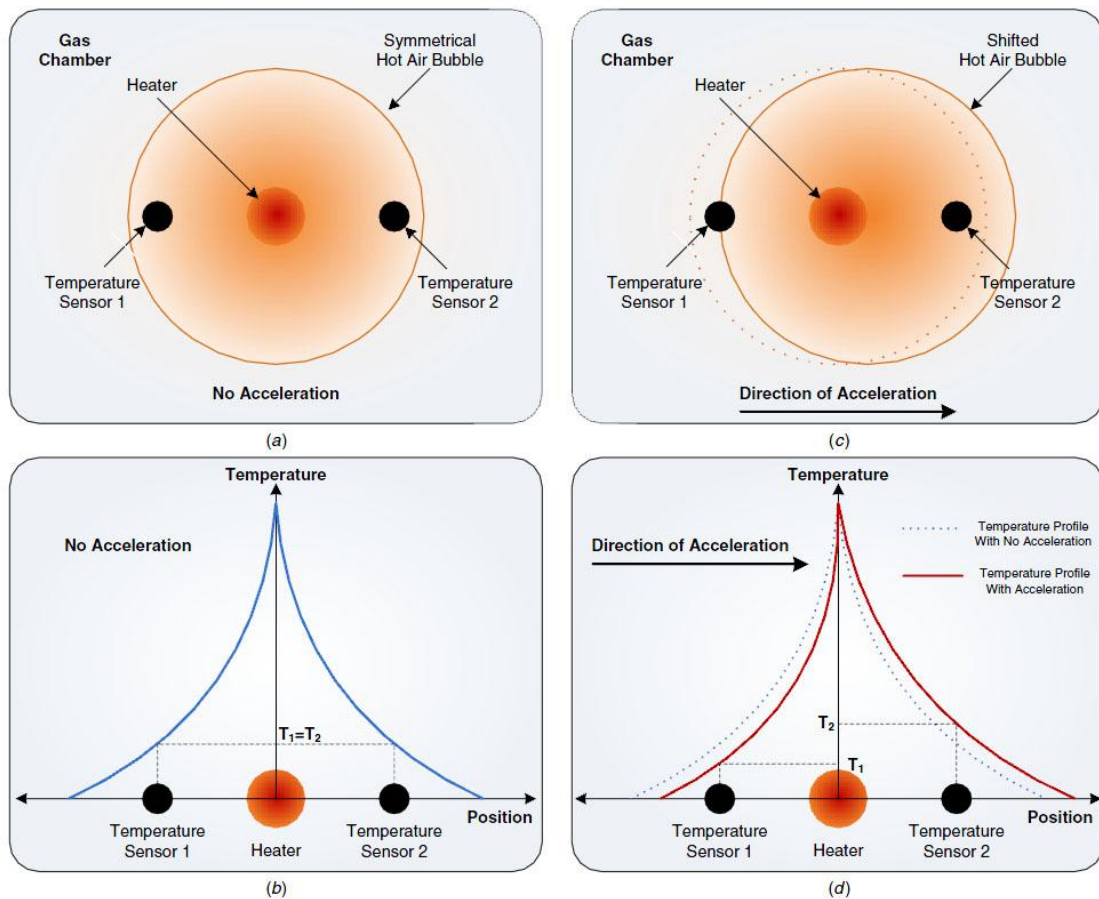 Gas
Chamber
Symmetrical
Hot Air Bubble
Heater
Temperature
Sensor 1
Temperature
Sensor 2
No Acceleration
(a)
Gas
Chamber
Shifted
Hot Air Bubble
Heater
Temperature
Sensor 1
Temperature
Sensor 2
Direction of Acceleration
(c)
Temperature
No Acceleration
T1=T2
Position
Temperature
Sensor 1
Heater
Temperature
Sensor 2
(b)
Temperature
Direction of Acceleration
Temperature Profile
With No Acceleration
Temperature Profile
With Acceleration
T2
T1
Position
Temperature
Sensor 1
Heater
Temperature
Sensor 2
(d)